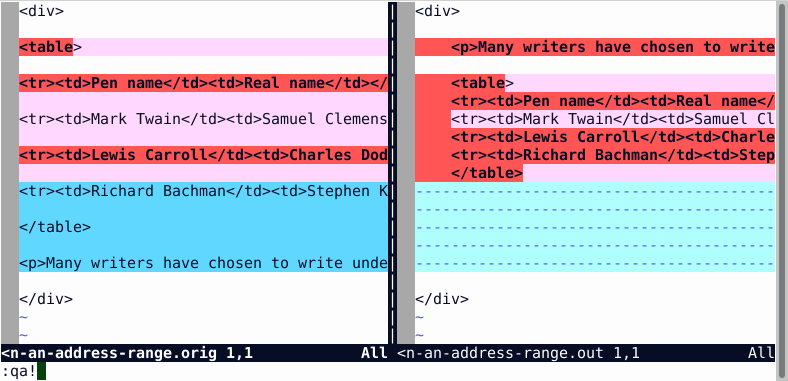 <div>
<table>
<tr><td>Pen name</td><td>Real name</td></
<tr><td>Mark Twain</td><td>Samuel Clemens
<tr><td>Lewis Carroll</td><td>Charles Dod
<tr><td>Richard Bachman</td><td>Stephen K
</table>
<p>Many writers have chosen to write unde
</div>
~
~
<n-an-address-range.orig 1,1 All
<div>
<p>Many writers have chosen to write
<table>
<tr><td>Pen name</td><td>Real name</
<tr><td>Mark Twain</td><td>Samuel Cl
<tr><td>Lewis Carroll</td><td>Charle
<tr><td>Richard Bachman</td><td>Step
</table>
----------------------------------------
----------------------------------------
----------------------------------------
----------------------------------------
----------------------------------------
</div>
~
~
<n-an-address-range.out 1,1 All
:qa!